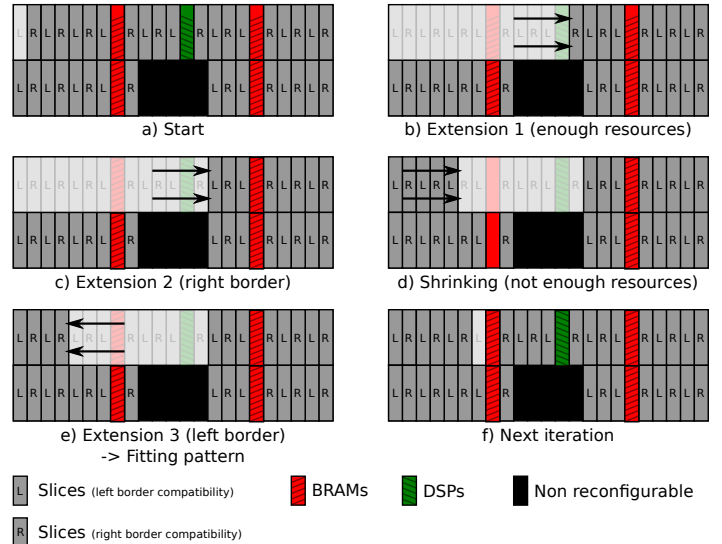 L R L R L R L R L R L R L R L R L R L R
L R L R L R L R L R L R L R L R
a) Start
L R L R L R L R L R L R L R L R L R L R
L R L R L R L R L R L R L R L R
b) Extension 1 (enough resources)
L R L R L R L R L R L R L R L R L R L R
L R L R L R L R L R L R L R L R
c) Extension 2 (right border)
L R L R L R L R L R L R L R L R L R L R
L R L R L R L R L R L R L R L R
d) Shrinking (not enough resources)
L R L R L R L R L R L R L R L R L R L R
L R L R L R L R L R L R L R L R
e) Extension 3 (left border)
-> Fitting pattern
L R L R L R L R L R L R L R L R L R L R
L R L R L R L R L R L R L R L R
f) Next iteration
L Slices (left border compatibility)
BRAMs
DSPs
Non reconfigurable
R Slices (right border compatibility)